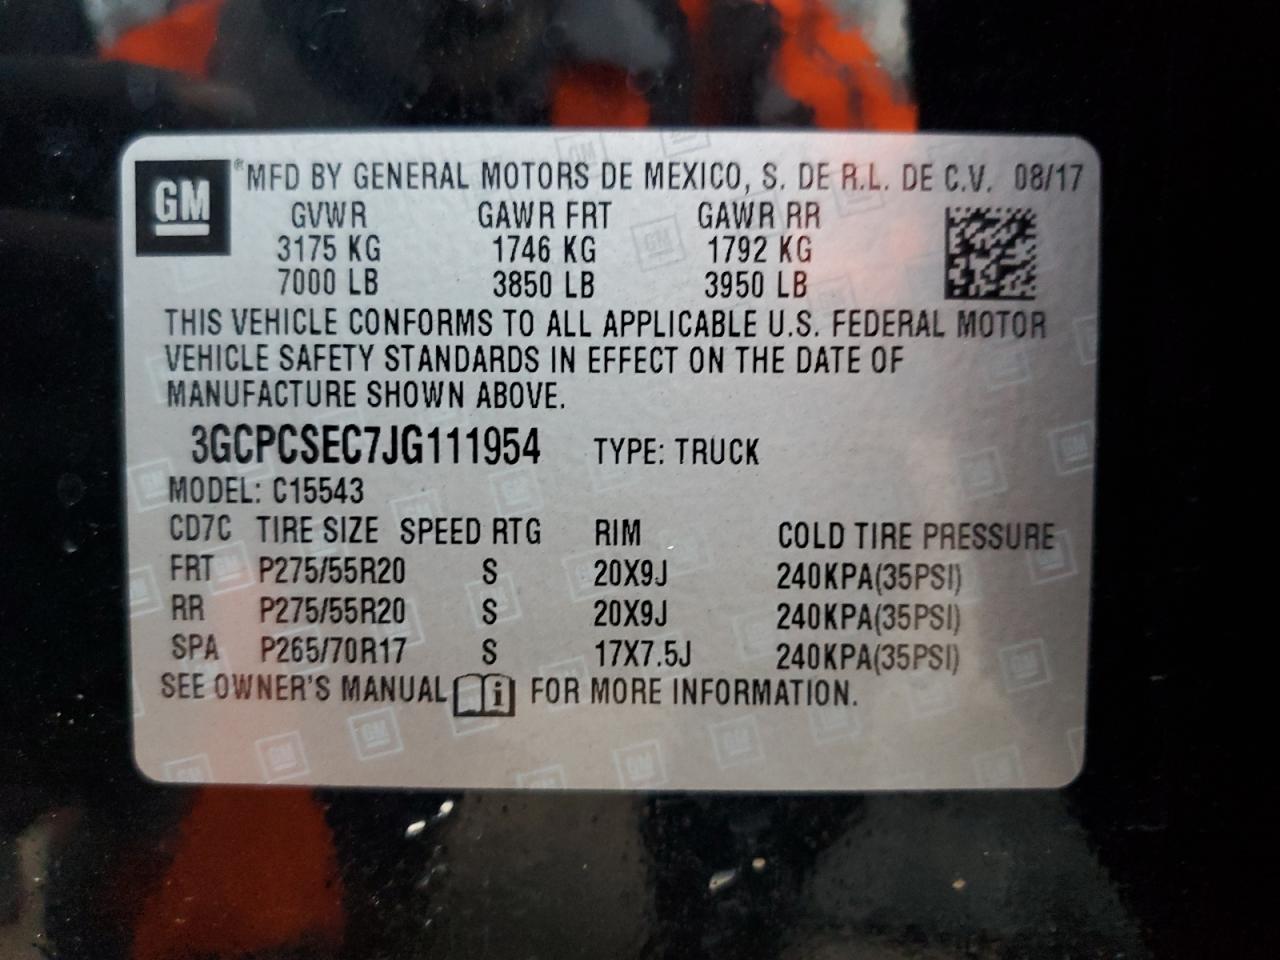 GM ® MFD BY GENERAL MOTORS DE MEXICO, S. DE R.L. DE C.V. 08/17
GVWR GAWR FRT GAWR RR
3175 KG 1746 KG 1792 KG
7000 LB 3850 LB 3950 LB
THIS VEHICLE CONFORMS TO ALL APPLICABLE U.S. FEDERAL MOTOR
VEHICLE SAFETY STANDARDS IN EFFECT ON THE DATE OF
MANUFACTURE SHOWN ABOVE.
3GCPCSEC7JG111954 TYPE: TRUCK
MODEL: C15543
CD7C TIRE SIZE SPEED RTG RIM COLD TIRE PRESSURE
FRT P275/55R20 S 20X9J 240KPA(35PSI)
RR P275/55R20 S 20X9J 240KPA(35PSI)
SPA P265/70R17 S 17X7.5J 240KPA(35PSI)
SEE OWNER'S MANUAL i FOR MORE INFORMATION.